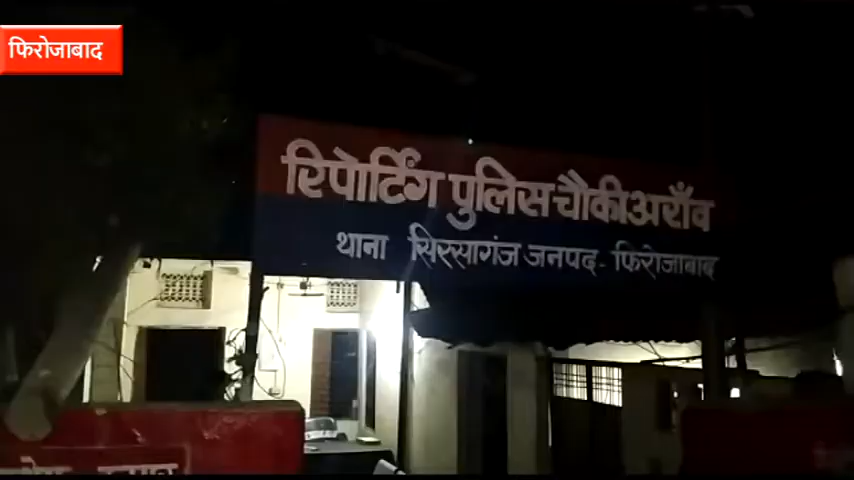 फिरोजाबाद
रिपोर्टिंग पुलिस चौकी अराँव
थाना सिरसागंज जनपद - फिरोजाबाद